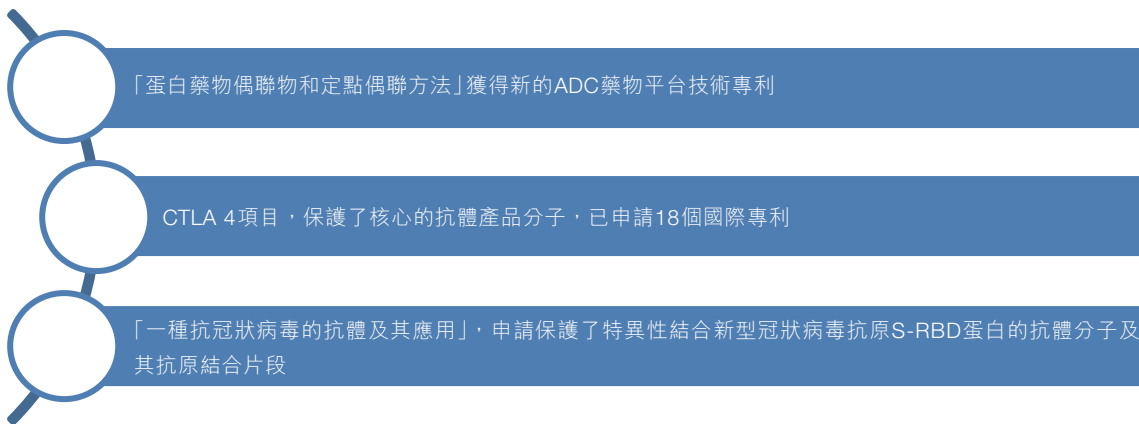 「蛋白藥物偶聯物和定點偶聯方法」獲得新的ADC藥物平台技術專利
CTLA 4項目，保護了核心的抗體產品分子，已申請18個國際專利
「一種抗冠狀病毒的抗體及其應用」，申請保護了特異性結合新型冠狀病毒抗原S-RBD蛋白的抗體分子及
其抗原結合片段